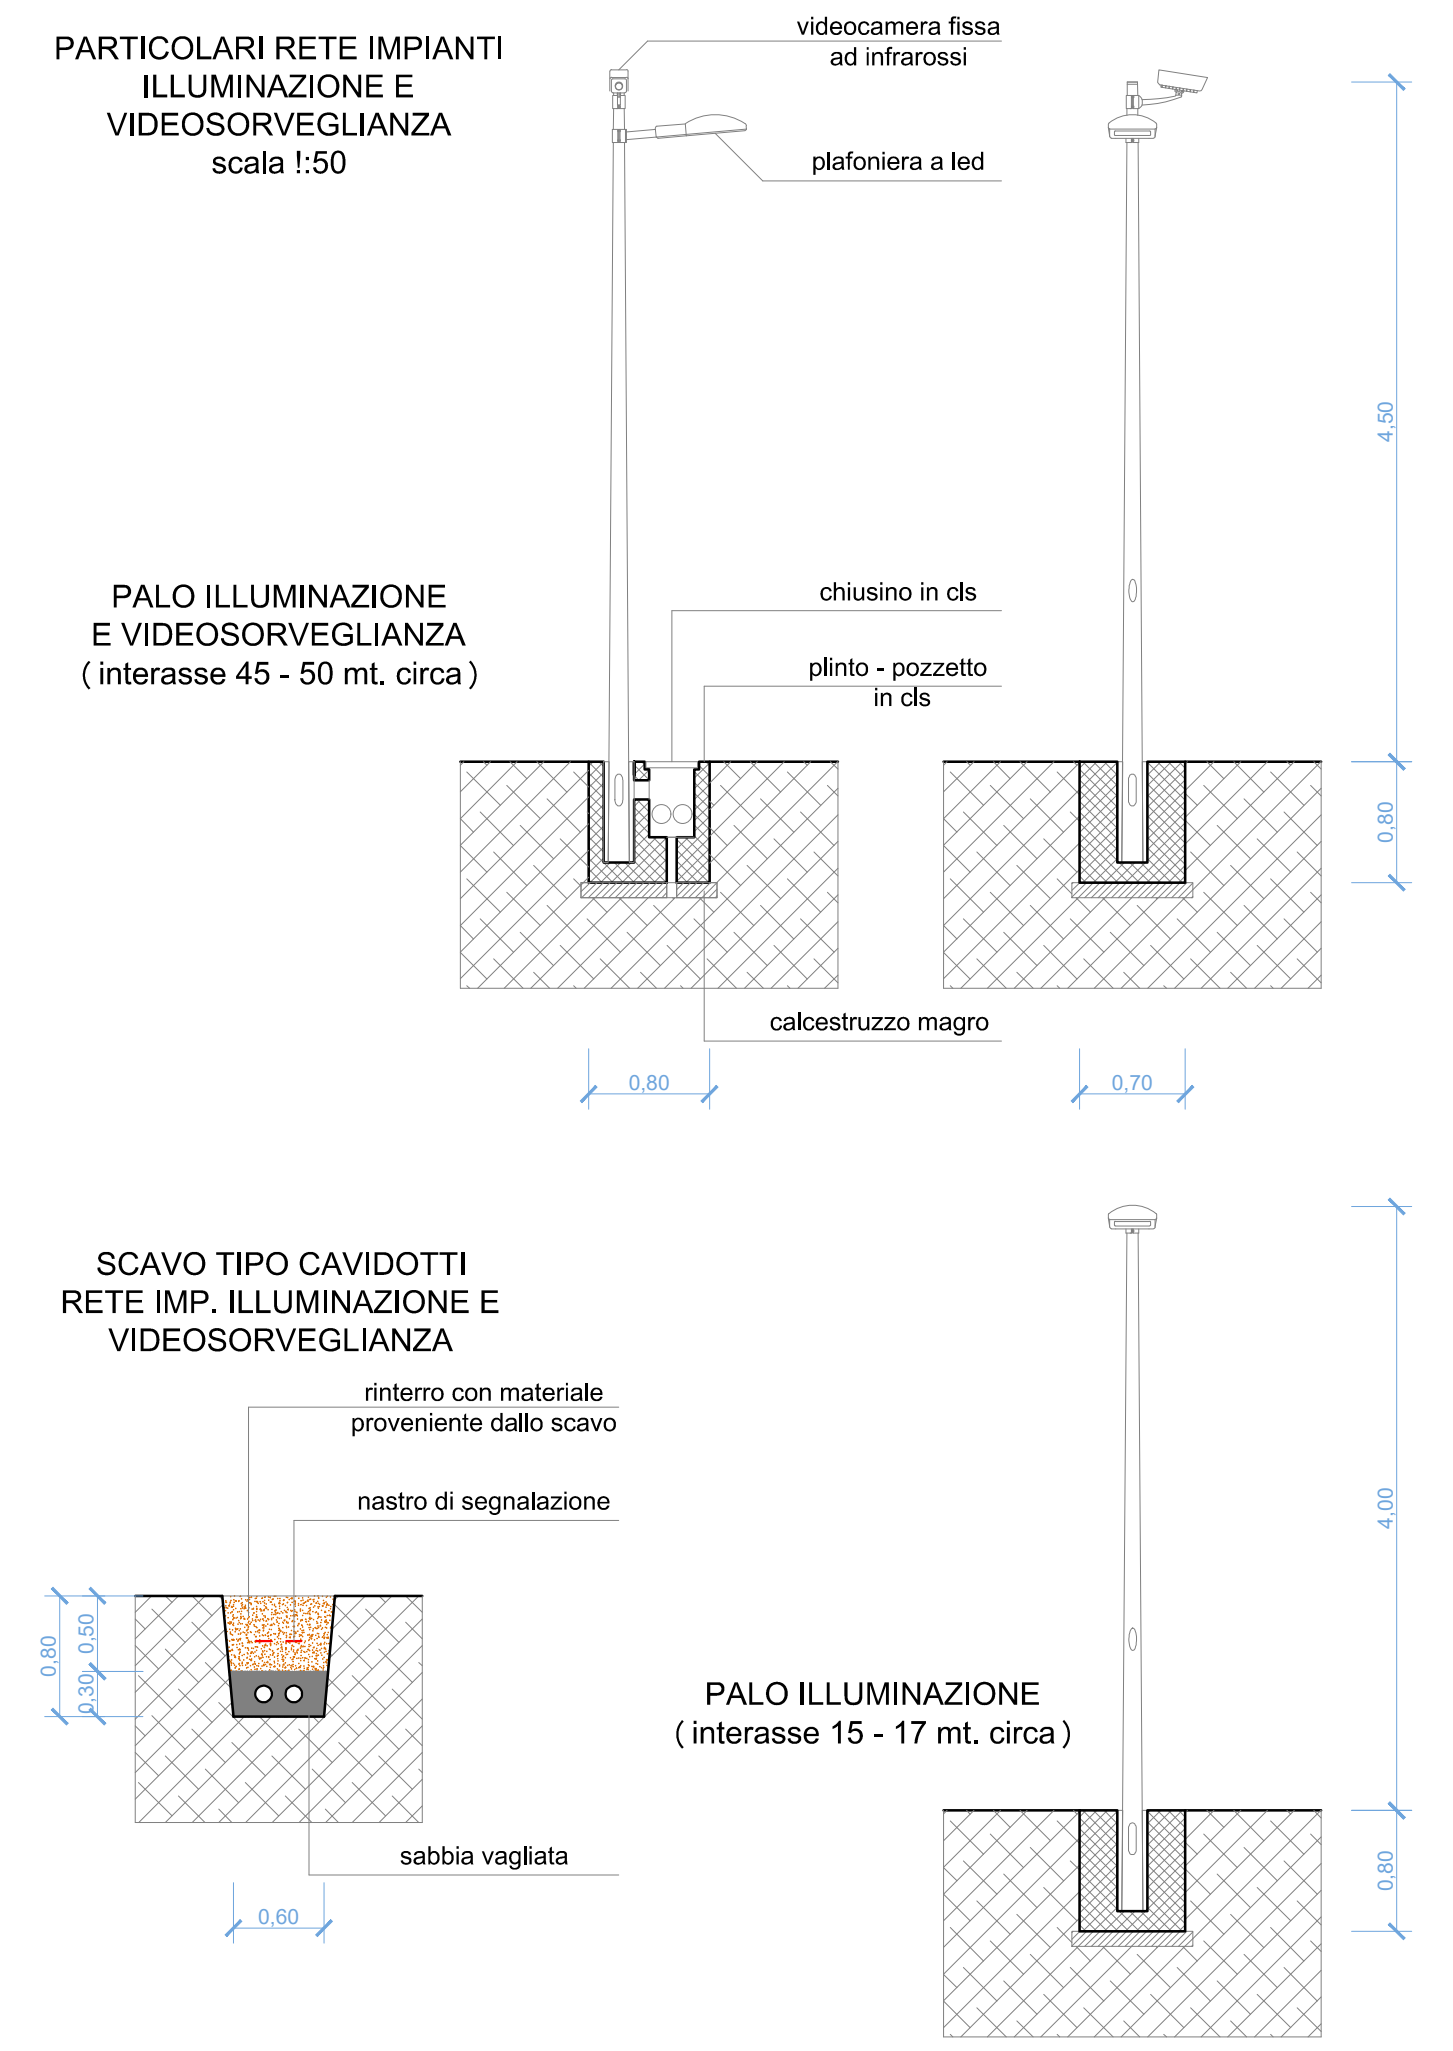 PARTICOLARI RETE IMPIANTI
ILLUMINAZIONE E
VIDEOSORVEGLIANZA
scala !:50
videocamera fissa
ad infrarossi
plafoniera a led
4,50
PALO ILLUMINAZIONE
E VIDEOSORVEGLIANZA
( interasse 45 - 50 mt. circa )
chiusino in cls
plinto - pozzetto
in cls
0,80
calcestruzzo magro
0,80
0,70
SCAVO TIPO CAVIDOTTI
RETE IMP. ILLUMINAZIONE E
VIDEOSORVEGLIANZA
rinterro con materiale
proveniente dallo scavo
nastro di segnalazione
0,80
0,50
0,30
sabbia vagliata
0,60
4,00
PALO ILLUMINAZIONE
( interasse 15 - 17 mt. circa )
0,80